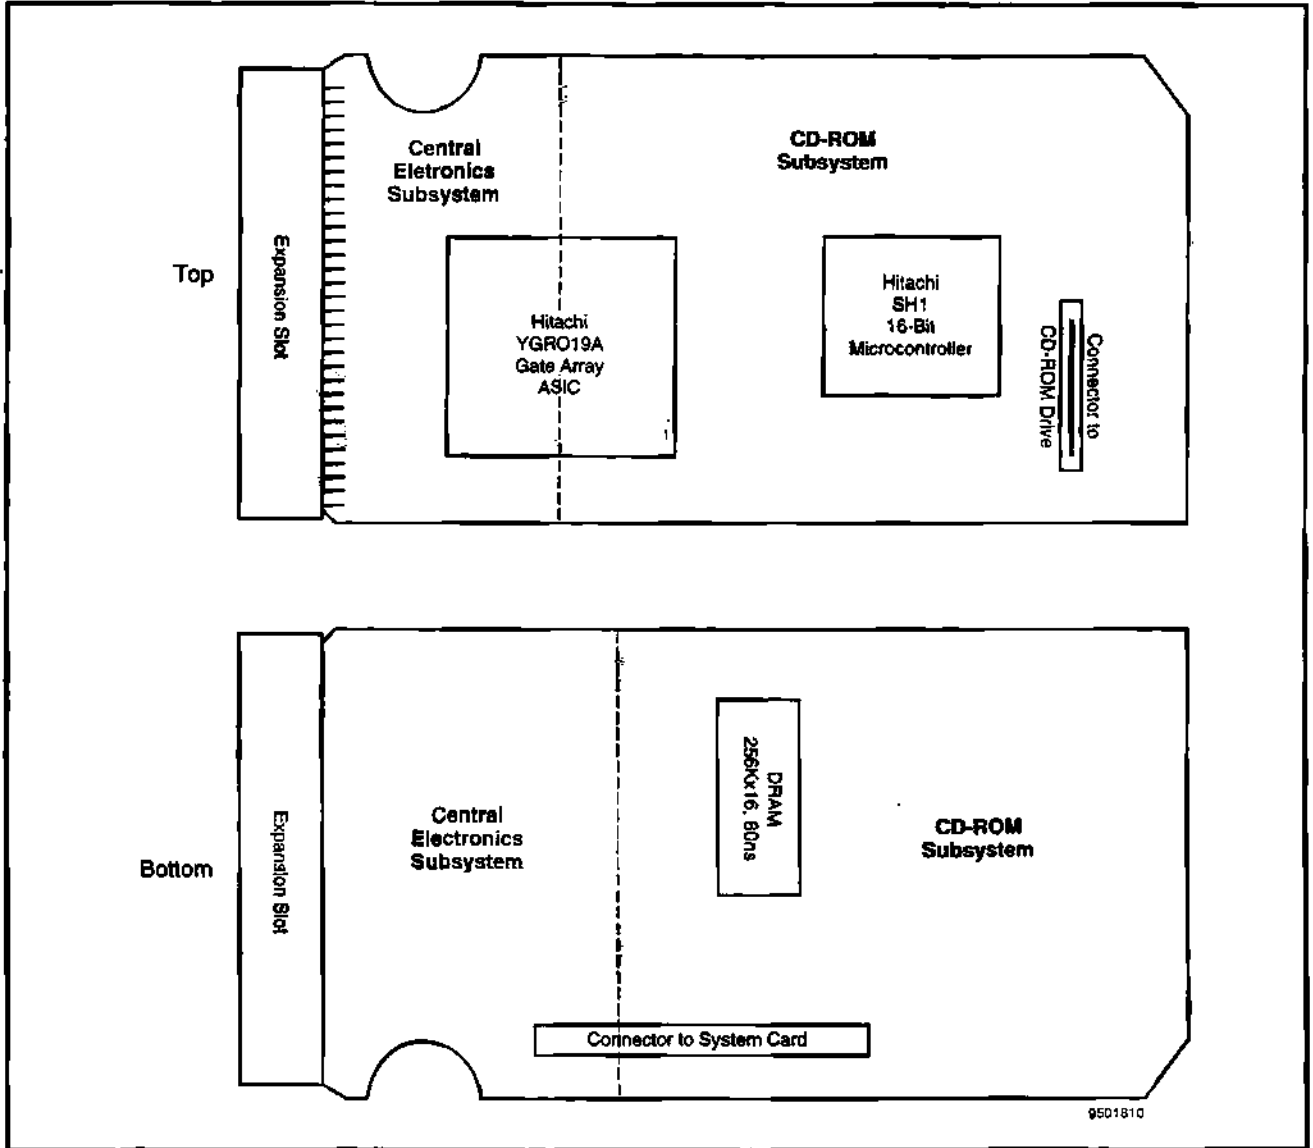 Central
Eletronics
Subsystem
CD-ROM
Subsystem
Top
Expansion Slot
Hitachi
YGRO19A
Gate Array
ASIC
Hitachi
SH1
16-Bit
Microcontroller
Connector to
CD-ROM Drive
Bottom
Expansion Slot
Central
Electronics
Subsystem
DRAM
256Kx16, 80ns
CD-ROM
Subsystem
Connector to System Card
9501810